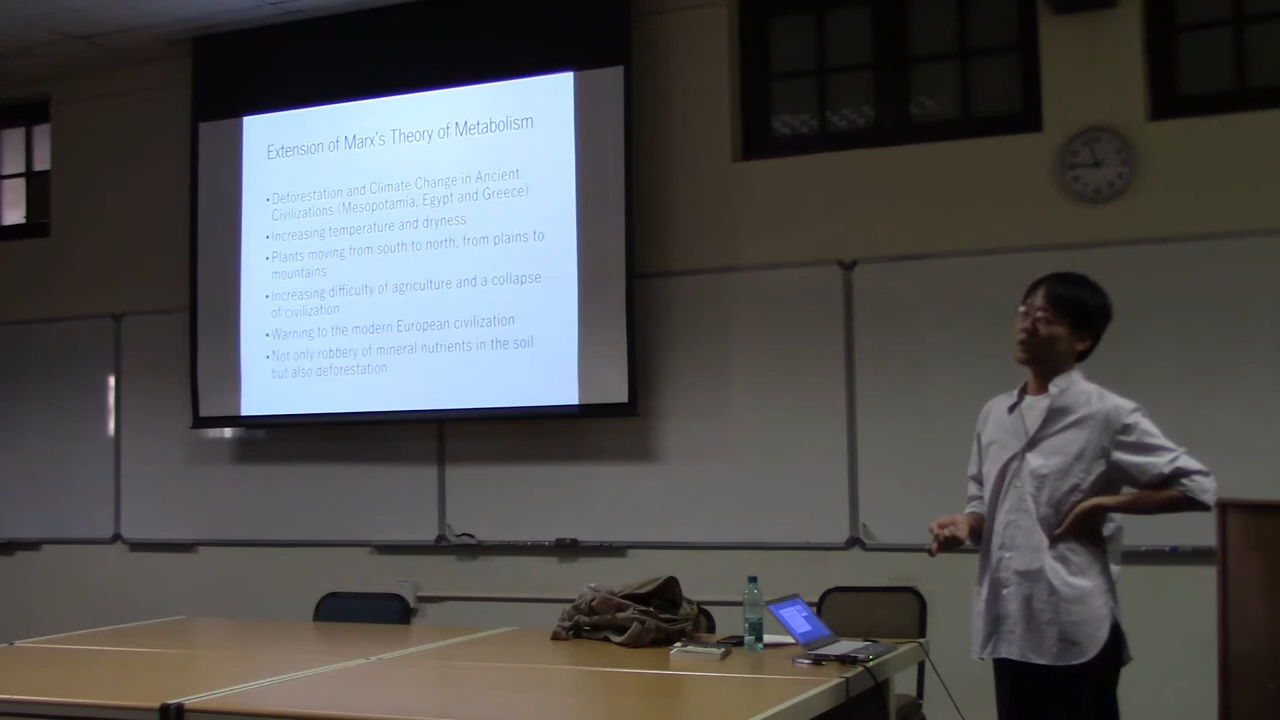 Extension of Marx's Theory of Metabolism
•Deforestation and Climate Change in Ancient
Civilizations (Mesopotamia, Egypt and Greece)
•Increasing temperature and dryness
•Plants moving from south to north, from plains to
mountains
•Increasing difficulty of agriculture and a collapse
of civilization
•Warning to the modern European civilization
•Not only robbery of mineral nutrients in the soil
but also deforestation